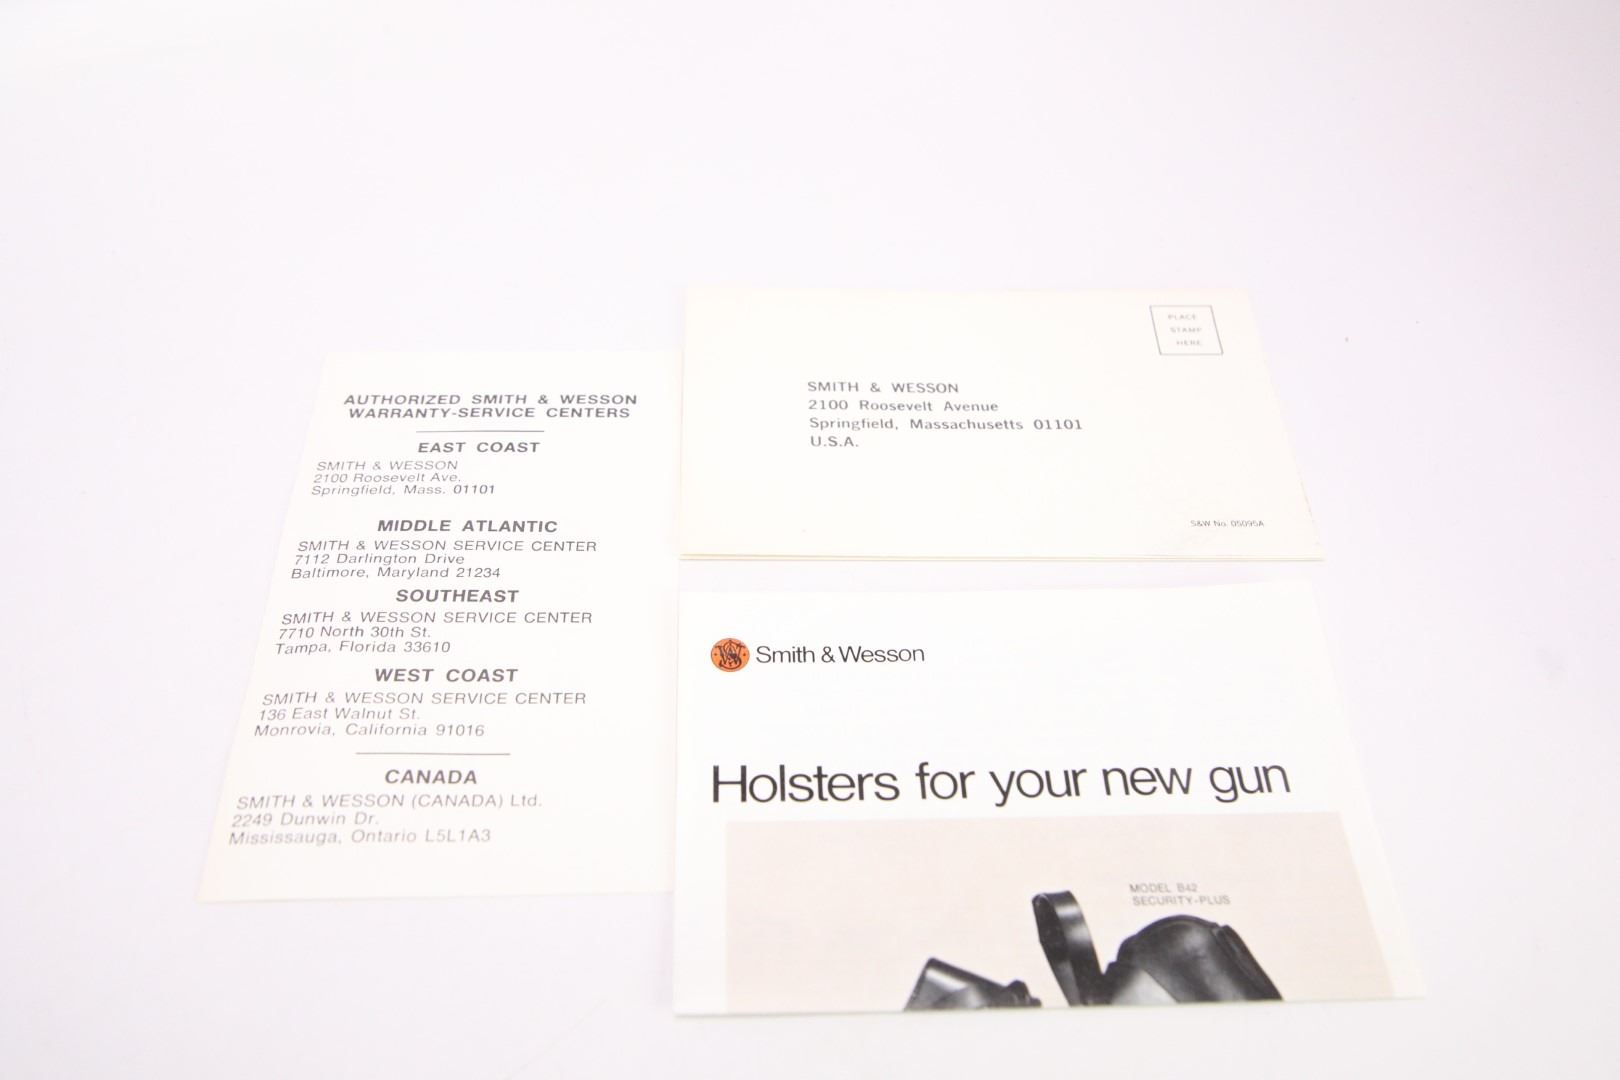 AUTHORIZED SMITH & WESSON
WARRANTY-SERVICE CENTERS
EAST COAST
SMITH & WESSON
2100 Roosevelt Ave.
Springfield, Mass. 01101
MIDDLE ATLANTIC
SMITH & WESSON SERVICE CENTER
7112 Darlington Drive
Baltimore, Maryland 21234
SOUTHEAST
SMITH & WESSON SERVICE CENTER
7710 North 30th St.
Tampa, Florida 33610
WEST COAST
SMITH & WESSON SERVICE CENTER
136 East Walnut St.
Monrovia, California 91016
CANADA
SMITH & WESSON (CANADA) Ltd.
2249 Dunwin Dr.
Mississauga, Ontario L5L1A3
PLACE
STAMP
HERE
SMITH & WESSON
2100 Roosevelt Avenue
Springfield, Massachusetts 01101
U.S.A.
S&W No. 05095A
Smith & Wesson
Holsters for your new gun
MODEL B42
SECURITY-PLUS